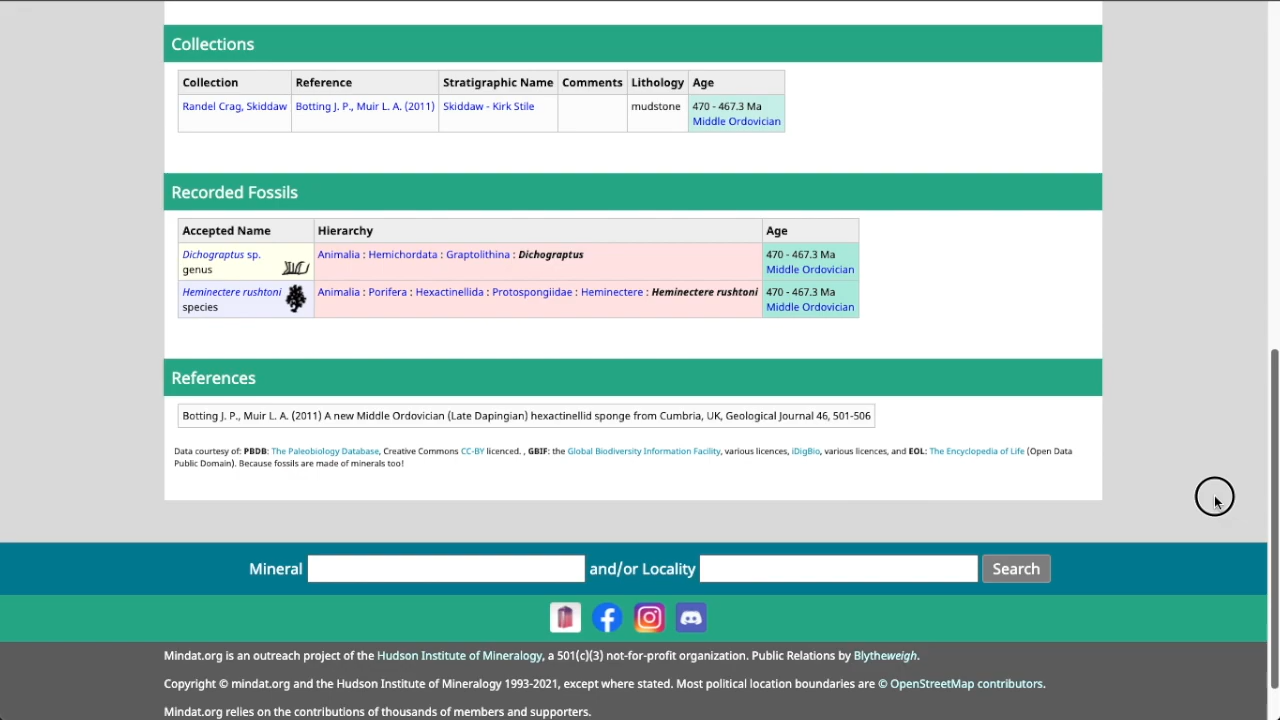 Collections
Collection Reference Stratigraphic Name Comments Lithology Age
Randel Crag, Skiddaw Botting J. P., Muir L. A. (2011) Skiddaw - Kirk Stile mudstone 470 - 467.3 Ma
Middle Ordovician
Recorded Fossils
Accepted Name Hierarchy Age
Dichograptus sp. Animalia : Hemichordata : Graptolithina : Dichograptus 470 - 467.3 Ma
genus Middle Ordovician
Heminectere rushtoni Animalia : Porifera : Hexactinellida : Protospongiidae : Heminectere : Heminectere rushtoni 470 - 467.3 Ma
species Middle Ordovician
References
Botting J. P., Muir L. A. (2011) A new Middle Ordovician (Late Dapingian) hexactinellid sponge from Cumbria, UK, Geological Journal 46, 501-506
Data courtesy of: PBDB: The Paleobiology Database, Creative Commons CC-BY licenced. , GBIF: the Global Biodiversity Information Facility, various licences, iDigBio, various licences, and EOL: The Encyclopedia of Life (Open Data
Public Domain). Because fossils are made of minerals too!
Mineral and/or Locality Search
Mindat.org is an outreach project of the Hudson Institute of Mineralogy, a 501(c)(3) not-for-profit organization. Public Relations by Blytheweigh.
Copyright © mindat.org and the Hudson Institute of Mineralogy 1993-2021, except where stated. Most political location boundaries are © OpenStreetMap contributors.
Mindat.org relies on the contributions of thousands of members and supporters.